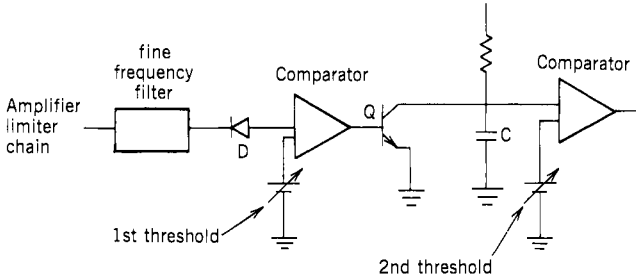 fine
frequency
filter
Amplifier
limiter
chain
D
Comparator
1st threshold
Q
C
Comparator
2nd threshold